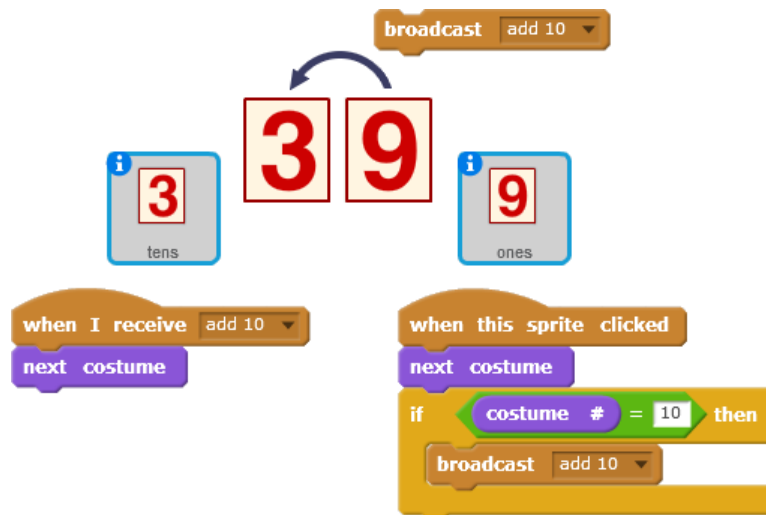 broadcast add 10
3 9
i 3 tens
i 9 ones
when I receive add 10
next costume
when this sprite clicked
next costume
if costume # = 10 then
broadcast add 10